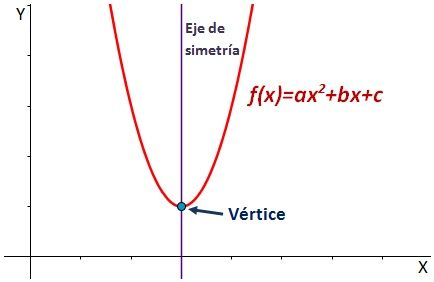 Y
Eje de
simetría
f(x)=ax²+bx+c
Vértice
X